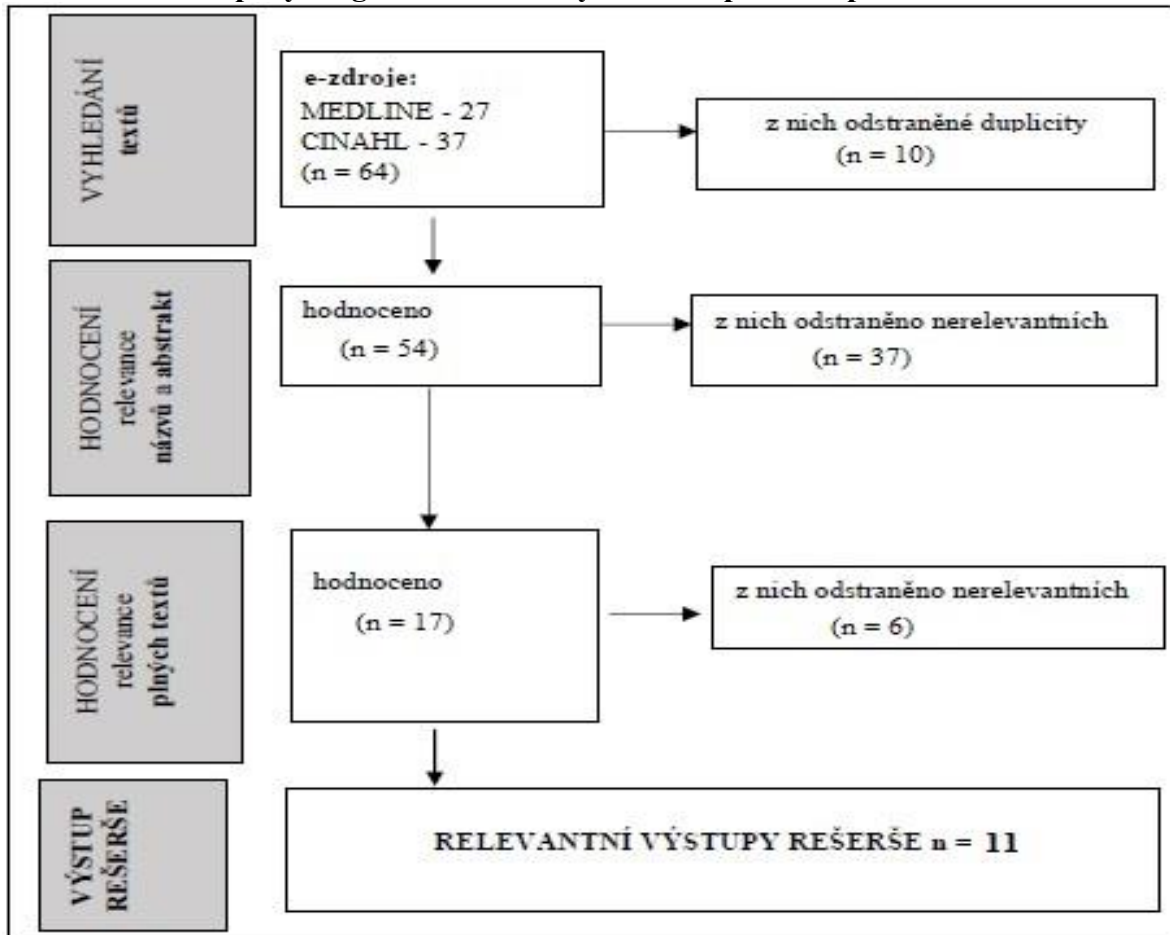 VYHLEDÁNÍ
textů
e-zdroje:
MEDLINE - 27
CINAHL - 37
(n = 64)
z nich odstraněné duplicity
(n = 10)
HODNOCENÍ
relevance
názvů a abstrakt
hodnoceno
(n = 54)
z nich odstraněno nerelevantních
(n = 37)
HODNOCENÍ
relevance
plných textů
hodnoceno
(n = 17)
z nich odstraněno nerelevantních
(n = 6)
VÝSTUP
REŠERŠE
RELEVANTNÍ VÝSTUPY REŠERŠE n = 11